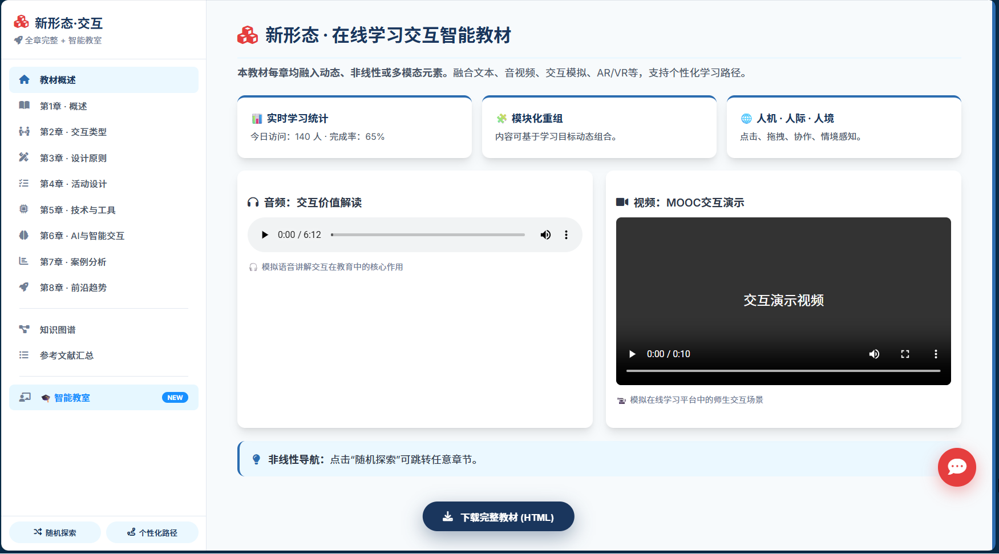 新形态·交互
全章完整 + 智能教室
教材概述
第1章 · 概述
第2章 · 交互类型
第3章 · 设计原则
第4章 · 活动设计
第5章 · 技术与工具
第6章 · AI与智能交互
第7章 · 案例分析
第8章 · 前沿趋势
知识图谱
参考文献汇总
智能教室 NEW
随机探索 个性化路径
新形态 · 在线学习交互智能教材
本教材每章均融入动态、非线性或多模态元素。融合文本、音视频、交互模拟、AR/VR等，支持个性化学习路径。
实时学习统计
今日访问：140 人 · 完成率：65%
模块化重组
内容可基于学习目标动态组合。
人机 · 人际 · 人境
点击、拖拽、协作、情境感知。
音频：交互价值解读
0:00 / 6:12
模拟语音讲解交互在教育中的核心作用
视频：MOOC交互演示
交互演示视频
0:00 / 0:10
模拟在线学习平台中的师生交互场景
非线性导航：点击“随机探索”可跳转任意章节。
下载完整教材 (HTML)